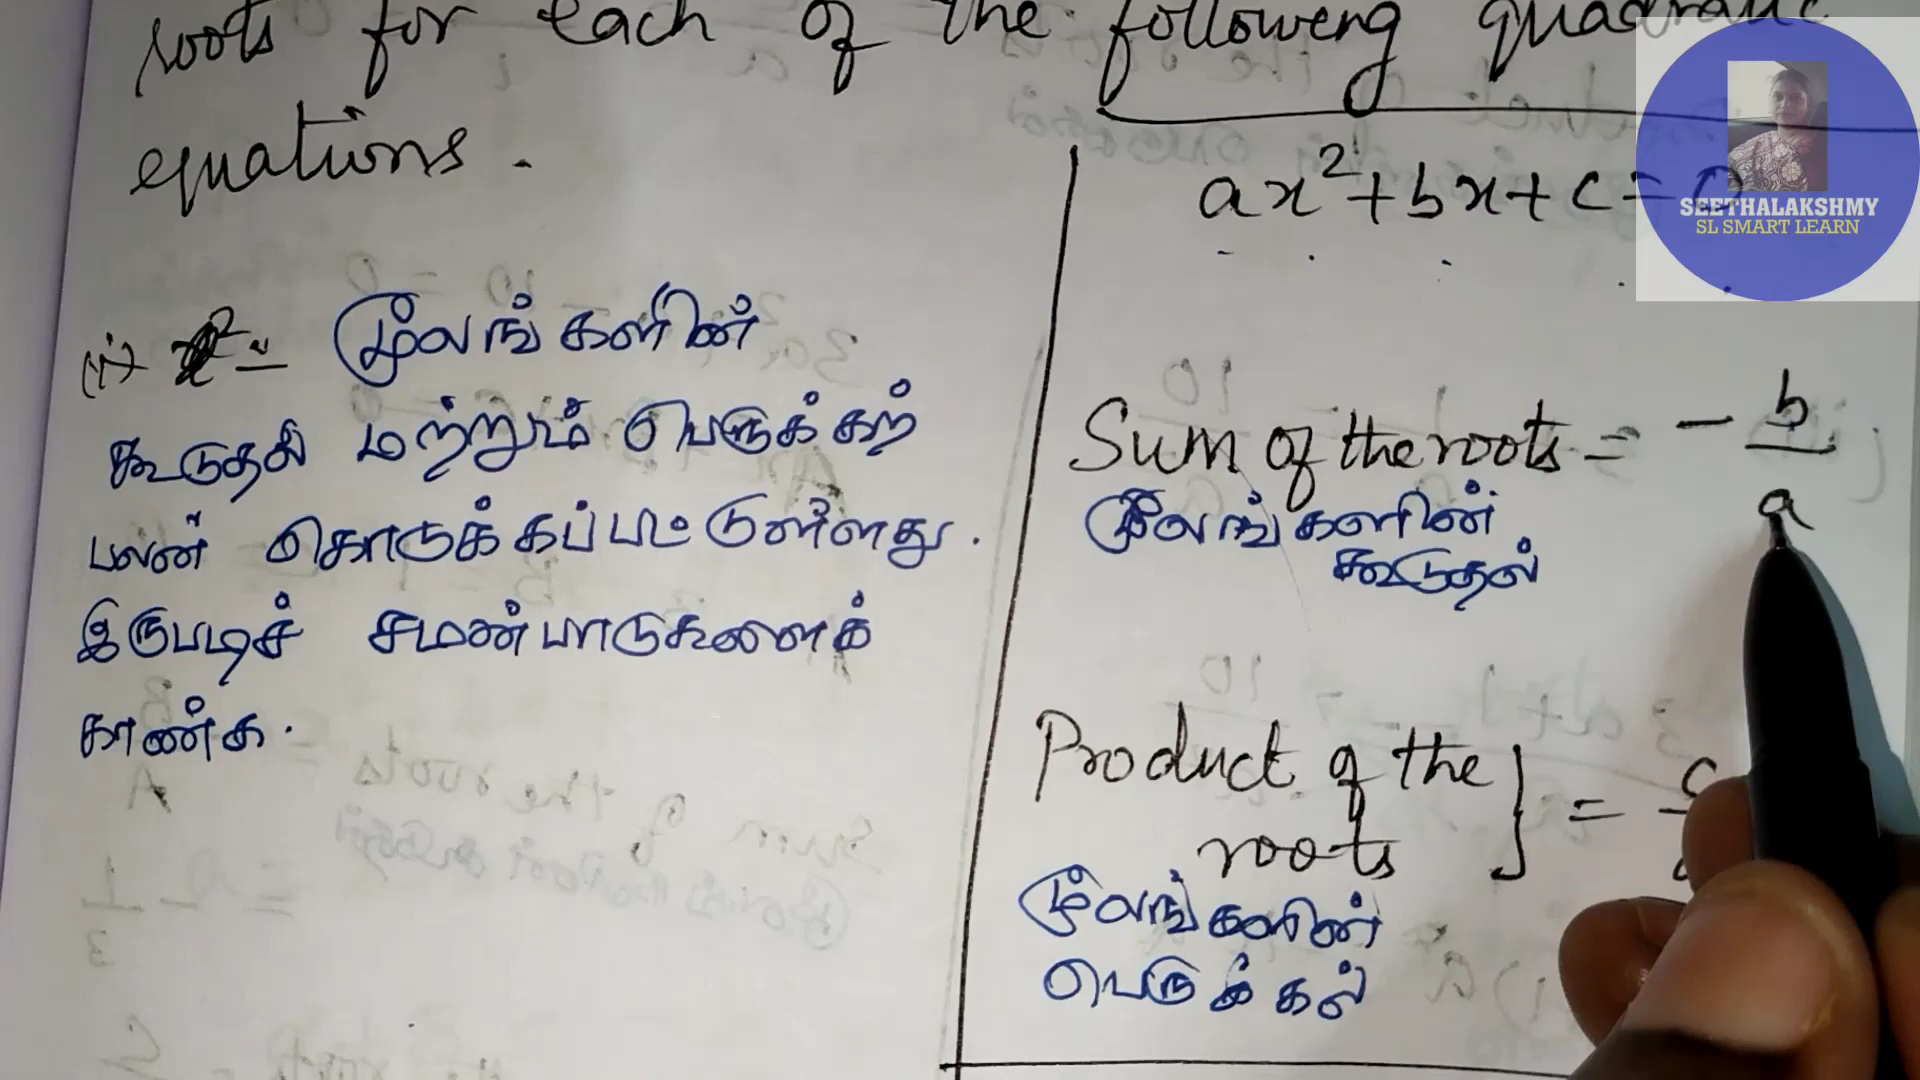 roots for each of the following quadratic
equations.
(i) மூலங்களின்
கூடுதல் மற்றும் பெருக்கற்
பலன் கொடுக்கப்பட்டுள்ளது.
இருபடிச் சமன்பாடுகளைக்
காண்க.
ax²+bx+c=0
Sum of the roots = - b
a
மூலங்களின்
கூடுதல்
Product of the
roots } = c
மூலங்களின்
பெருக்கல்
SEETHALAKSHMY
SL SMART LEARN